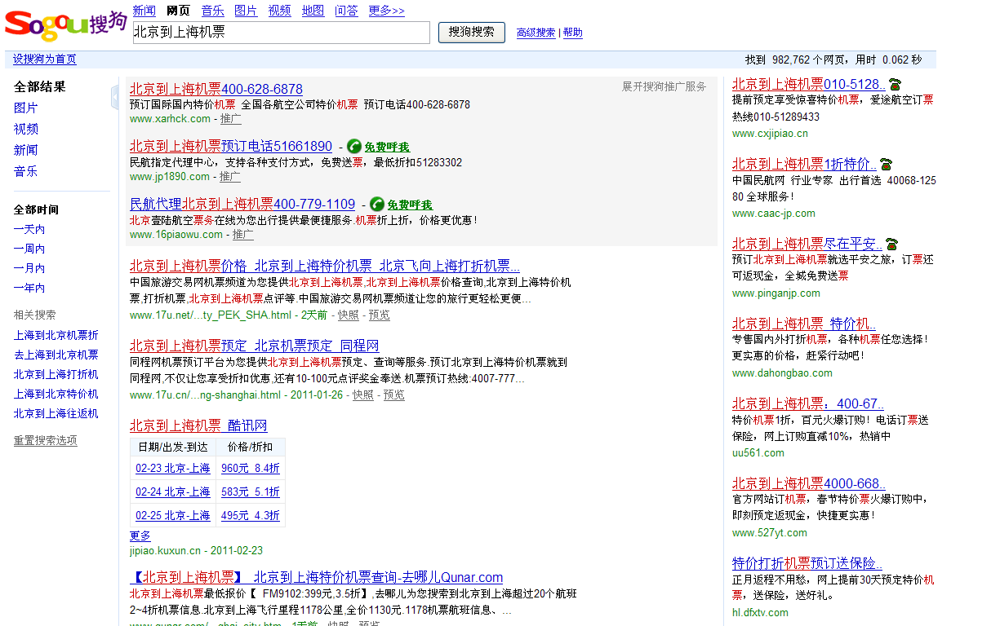 Sogou搜狗
新闻 网页 音乐 图片 视频 地图 问答 更多>>
北京到上海机票 搜狗搜索 高级搜索 | 帮助
设搜狗为首页 找到 982,762 个网页，用时 0.062 秒
全部结果
图片
视频
新闻
音乐
全部时间
一天内
一周内
一月内
一年内
相关搜索
上海到北京机票折
去上海到北京机票
北京到上海打折机
上海到北京特价机
北京到上海往返机
重置搜索选项
展开搜狗推广服务
北京到上海机票400-628-6878
预订国际国内特价机票 全国各航空公司特价机票 预订电话400-628-6878
www.xarhck.com - 推广
北京到上海机票预订电话51661890 - 免费呼我
民航指定代理中心，支持各种支付方式，免费送票，最低折扣51283302
www.jp1890.com - 推广
民航代理北京到上海机票400-779-1109 - 免费呼我
北京壹陆航空票务在线为您出行提供最便捷服务.机票折上折，价格更优惠！
www.16piaowu.com - 推广
北京到上海机票价格_北京到上海特价机票_北京飞向上海打折机票...
中国旅游交易网机票频道为您提供北京到上海机票,北京到上海机票价格查询,北京到上海特价机
票,打折机票,北京到上海机票点评等.中国旅游交易网机票频道让您的旅行更轻松更便...
www.17u.net/...ty_PEK_SHA.html - 2天前 - 快照 - 预览
北京到上海机票预定_北京机票预定_同程网
同程网机票预订平台为您提供北京到上海机票预定、查询等服务.预订北京到上海特价机票就到
同程网,不仅让您享受折扣优惠,还有10-100元点评奖金奉送.机票预订热线:4007-777...
www.17u.cn/...ng-shanghai.html - 2011-01-26 - 快照 - 预览
北京到上海机票_酷讯网
日期/出发-到达 价格/折扣
02-23 北京-上海 960元 8.4折
02-24 北京-上海 583元 5.1折
02-25 北京-上海 495元 4.3折
更多
jipiao.kuxun.cn - 2011-02-23
【北京到上海机票】_北京到上海特价机票查询-去哪儿Qunar.com
北京到上海机票最低报价【 FM9102:399元,3.5折】,去哪儿为您搜索到北京到上海超过20个航班
2~4折机票信息.北京到上海飞行里程1178公里,全价1130元.1178机票航班信息、...
www.qunar.com/...ghai_city.htm - 1天前 - 快照 - 预览
北京到上海机票010-5128..
提前预定享受惊喜特价机票，爱途航空订票
热线010-51289433
www.cxjipiao.cn
北京到上海机票1折特价..
中国民航网 行业专家 出行首选 40068-125
80 全球服务！
www.caac-jp.com
北京到上海机票尽在平安..
预订北京到上海机票就选平安之旅，订票还
可返现金，全城免费送票
www.pinganjp.com
北京到上海机票_特价机..
专售国内外打折机票，各种机票任您选择！
更实惠的价格，赶紧行动吧！
www.dahongbao.com
北京到上海机票：400-67..
特价机票1折，百元火爆订购！电话订票送
保险，网上订购直减10%，热销中
uu561.com
北京到上海机票4000-668..
官方网站订机票，春节特价票火爆订购中，
即刻预定返现金，快捷更实惠！
www.527yt.com
特价打折机票预订送保险..
正月返程不用愁，网上提前30天预定特价机
票，送保险，送好礼。
hl.dfxtv.com